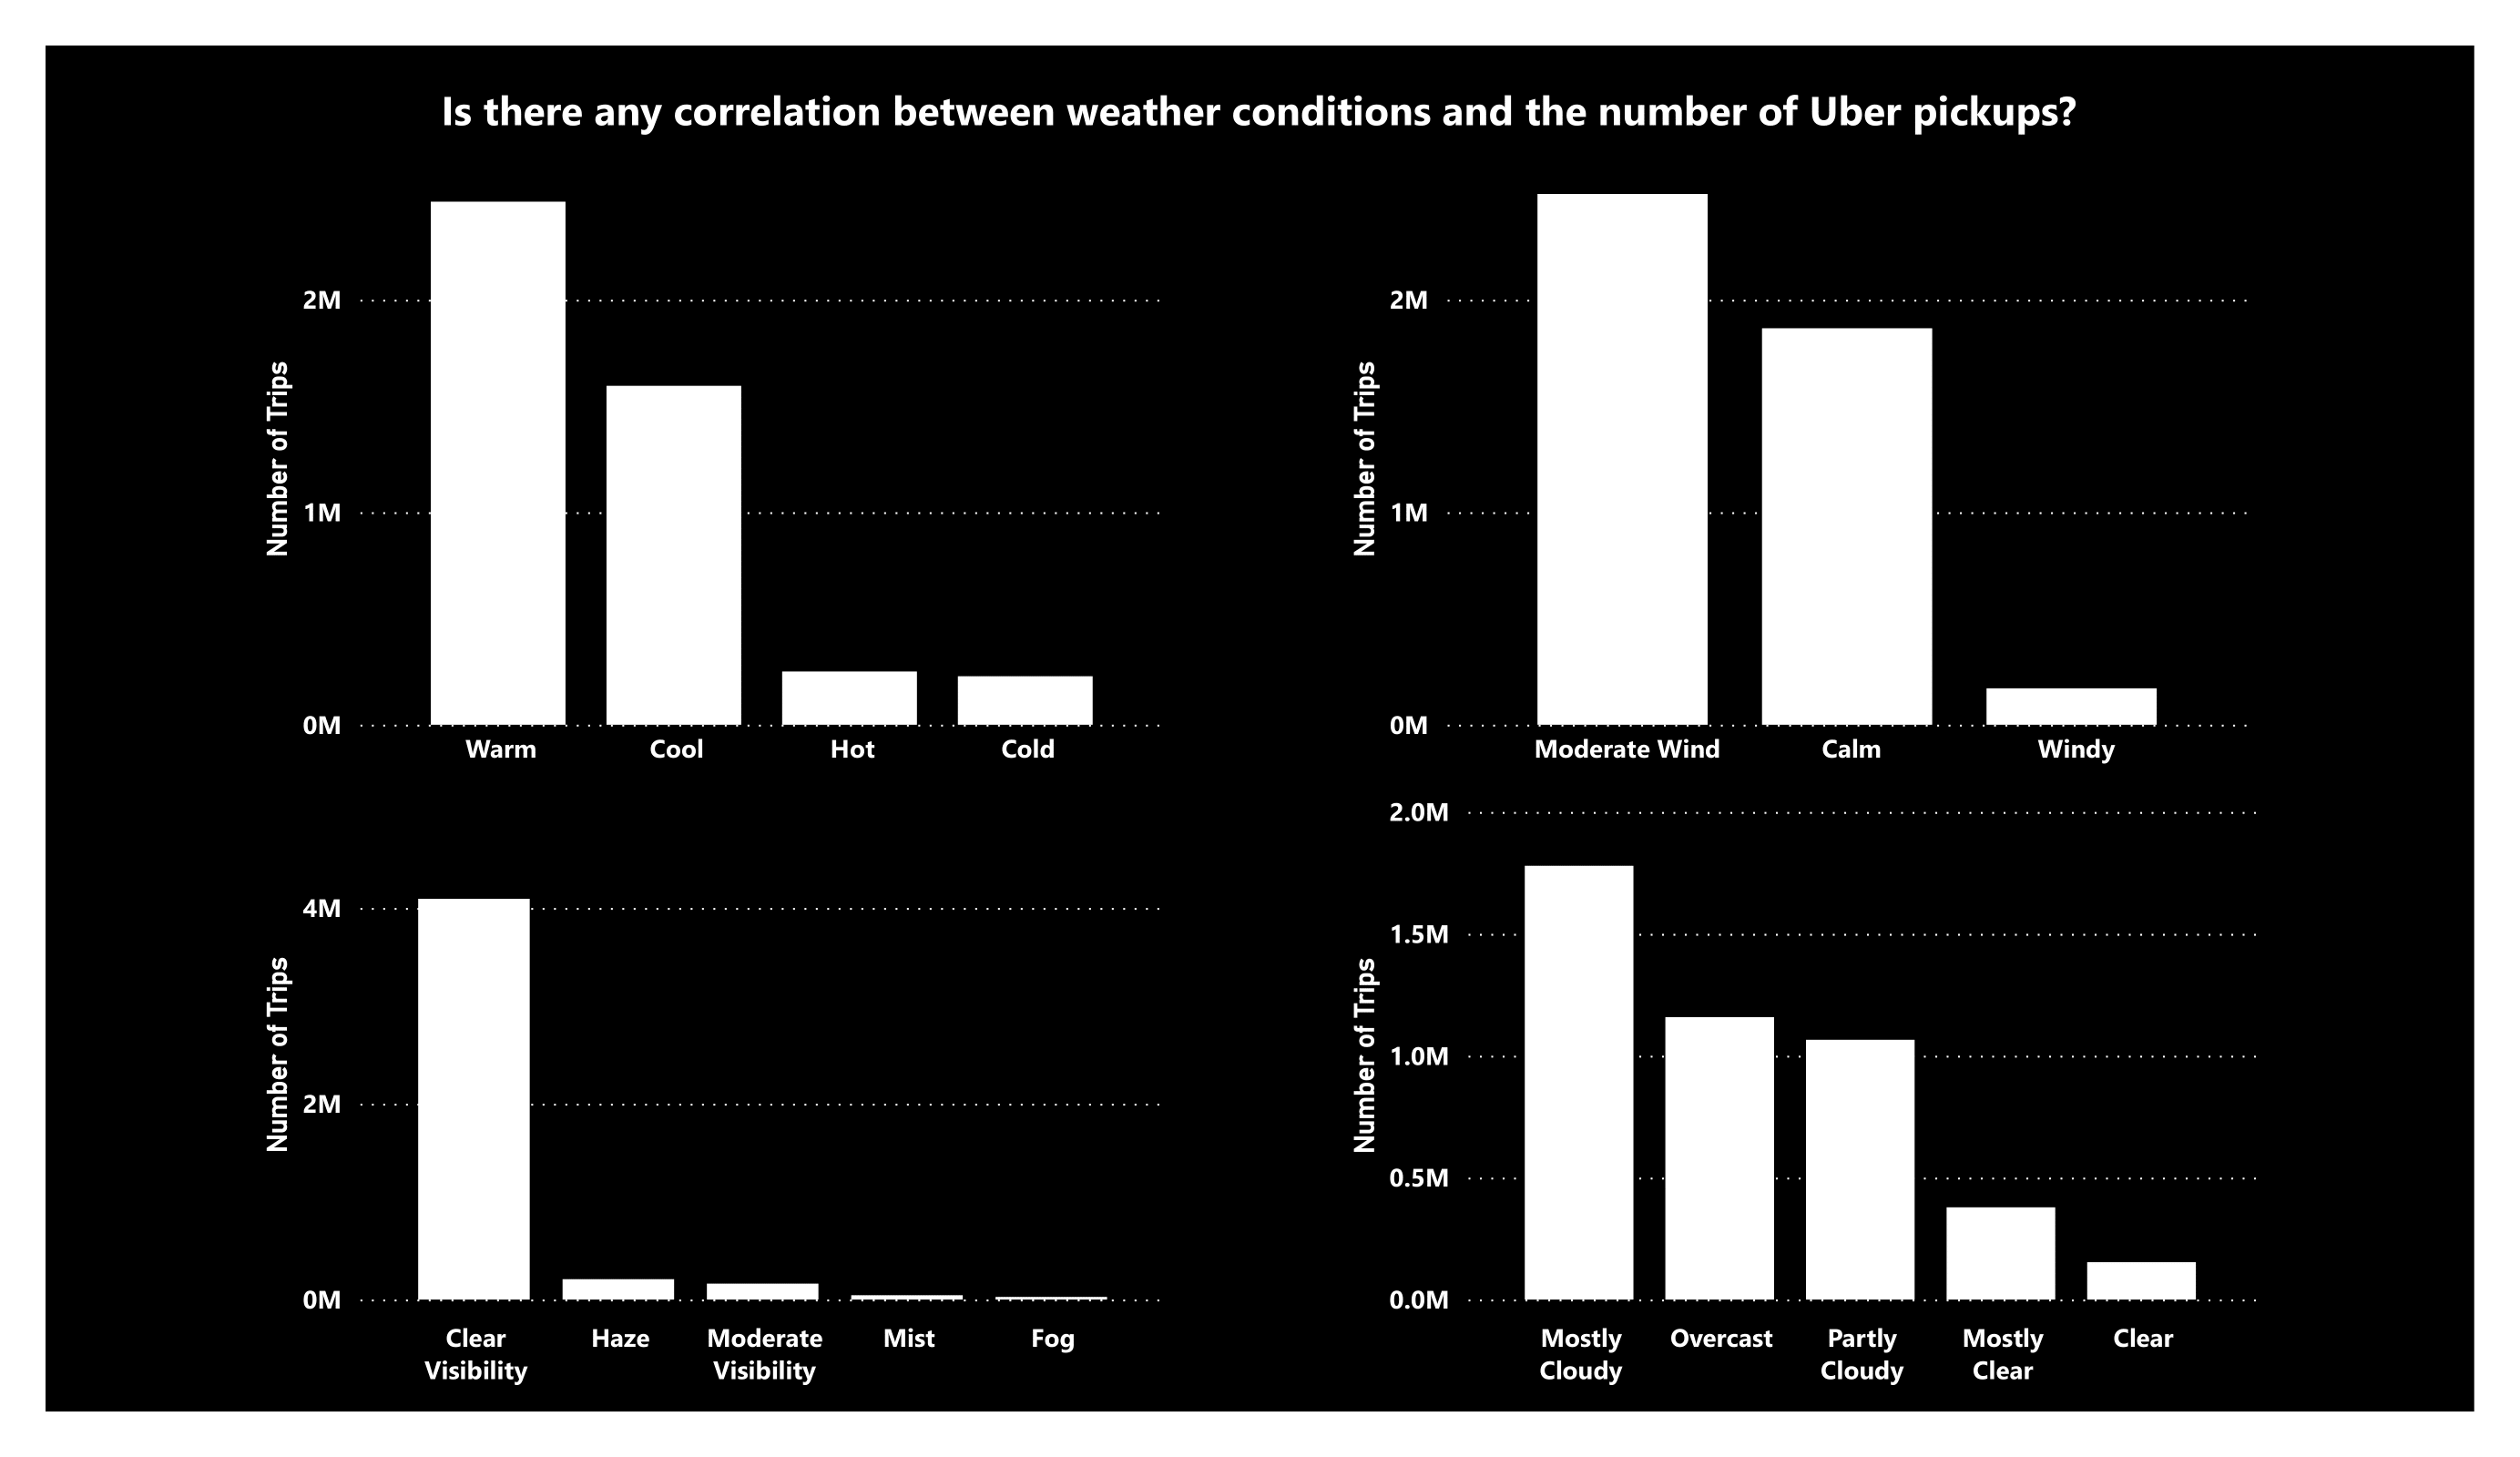 Is there any correlation between weather conditions and the number of Uber pickups?
Number of Trips
2M
1M
0M
Warm
Cool
Hot
Cold
Number of Trips
2M
1M
0M
Moderate Wind
Calm
Windy
Number of Trips
4M
2M
0M
Clear
Visibility
Haze
Moderate
Visibility
Mist
Fog
Number of Trips
2.0M
1.5M
1.0M
0.5M
0.0M
Mostly
Cloudy
Overcast
Partly
Cloudy
Mostly
Clear
Clear